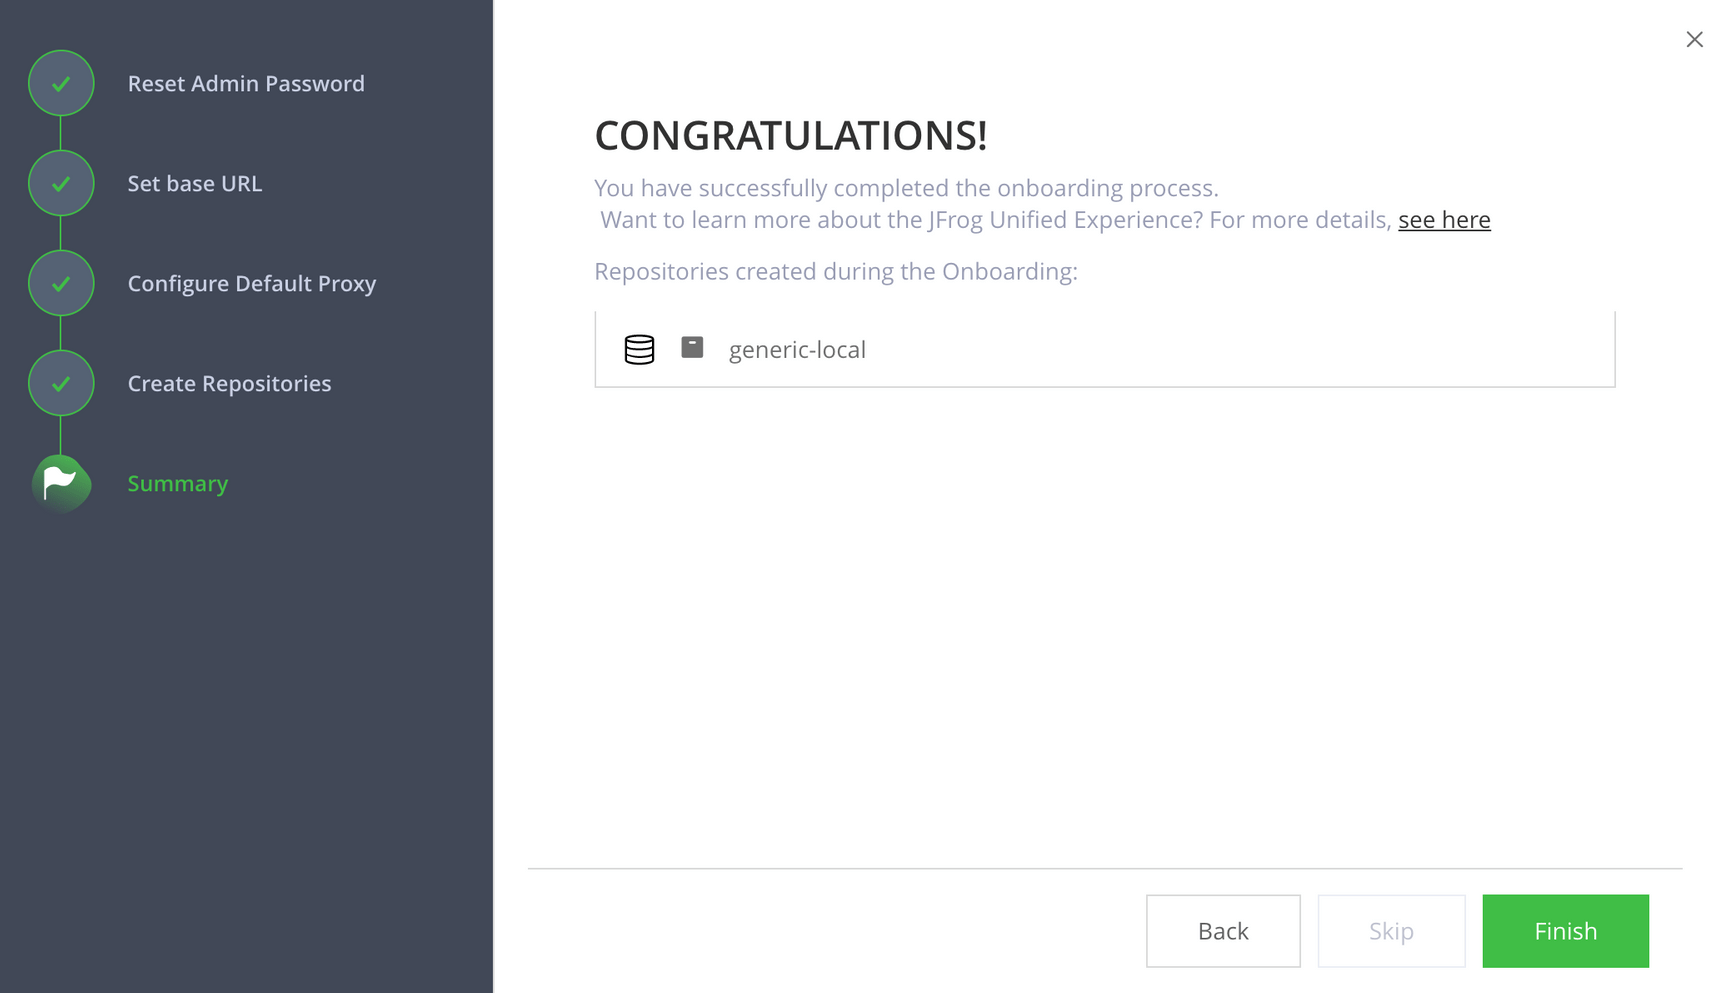 Reset Admin Password
Set base URL
Configure Default Proxy
Create Repositories
Summary
CONGRATULATIONS!
You have successfully completed the onboarding process.
Want to learn more about the JFrog Unified Experience? For more details, see here
Repositories created during the Onboarding:
generic-local
Back
Skip
Finish